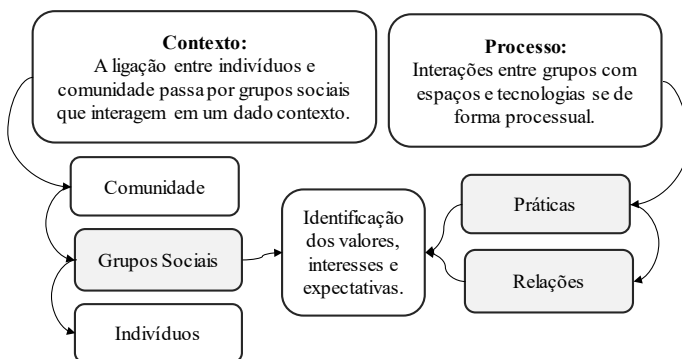 Contexto:
A ligação entre indivíduos e
comunidade passa por grupos sociais
que interagem em um dado contexto.
Processo:
Interações entre grupos com
espaços e tecnologias se de
forma processual.
Comunidade
Grupos Sociais
Indivíduos
Identificação
dos valores,
interesses e
expectativas.
Práticas
Relações